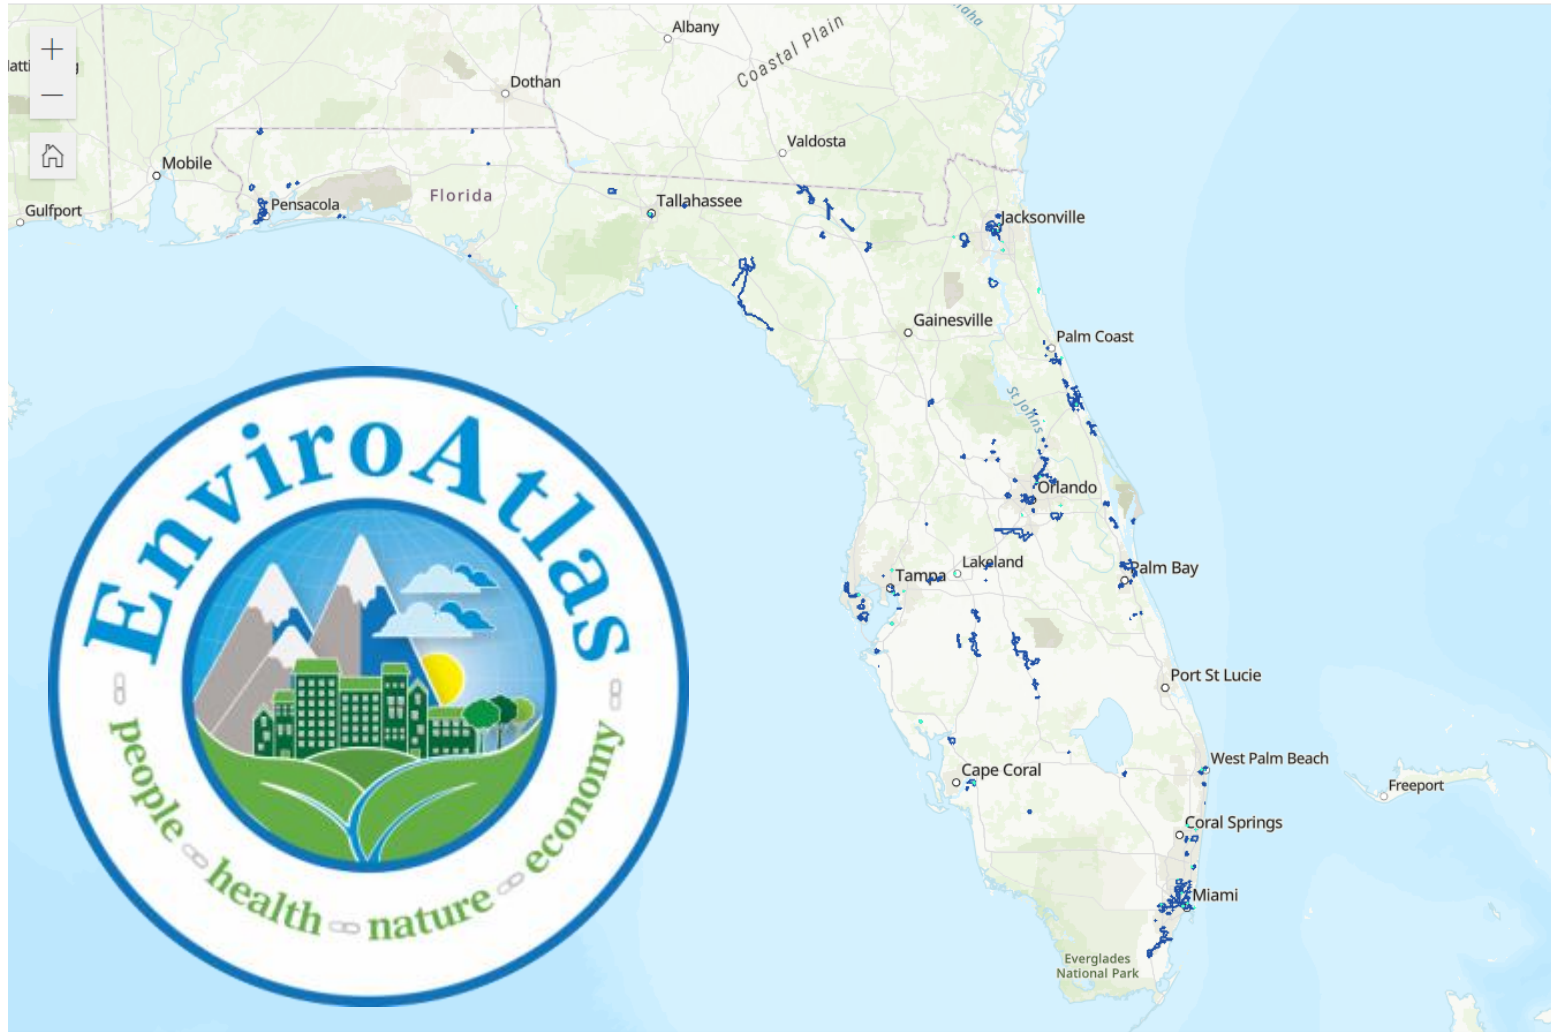 Albany
Coastal Plain
Dothan
Valdosta
Mobile
Florida
Pensacola
Gulfport
Tallahassee
Jacksonville
Gainesville
Palm Coast
St Johns
Orlando
Tampa
Lakeland
Palm Bay
Port St Lucie
West Palm Beach
Cape Coral
Freeport
Coral Springs
Miami
Everglades
National Park
EnviroAtlas
people
health
nature
economy